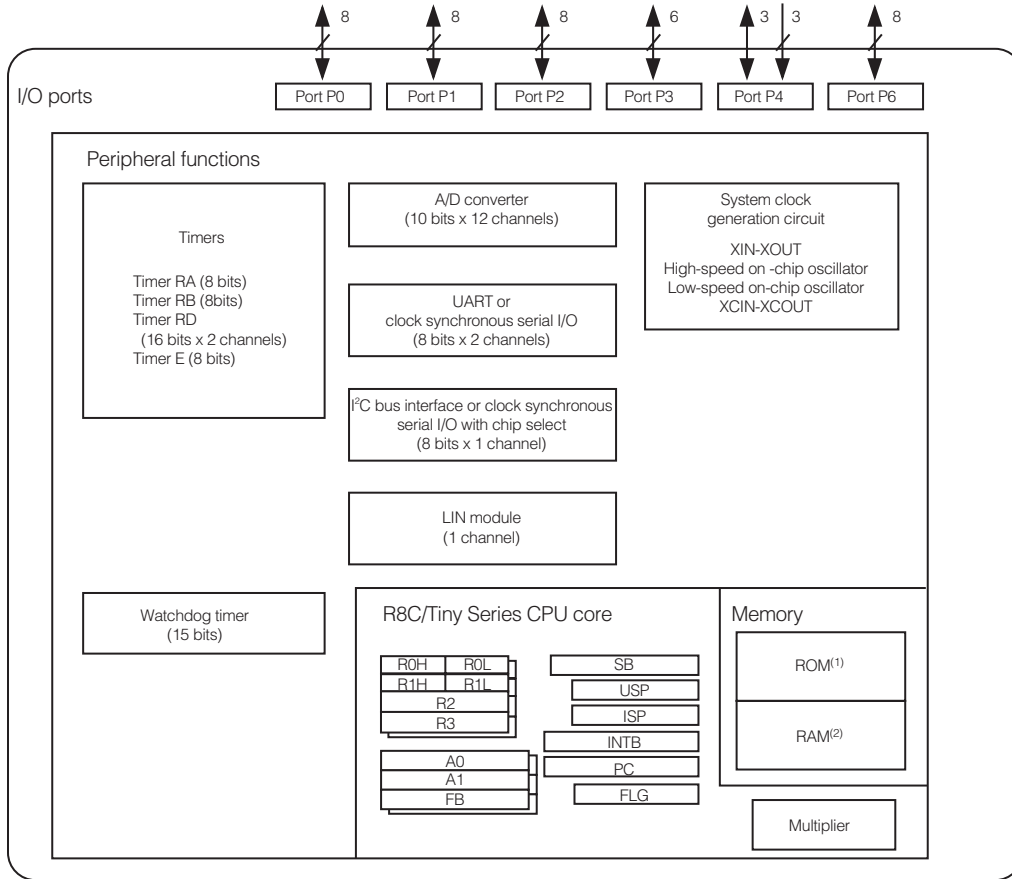 8 8 8 6 3 3 8
I/O ports
Port P0 Port P1 Port P2 Port P3 Port P4 Port P6
Peripheral functions
Timers
Timer RA (8 bits)
Timer RB (8bits)
Timer RD
(16 bits x 2 channels)
Timer E (8 bits)
A/D converter
(10 bits x 12 channels)
UART or
clock synchronous serial I/O
(8 bits x 2 channels)
I²C bus interface or clock synchronous
serial I/O with chip select
(8 bits x 1 channel)
LIN module
(1 channel)
System clock
generation circuit
XIN-XOUT
High-speed on -chip oscillator
Low-speed on-chip oscillator
XCIN-XCOUT
Watchdog timer
(15 bits)
R8C/Tiny Series CPU core
R0H R0L
R1H R1L
R2
R3
A0
A1
FB
SB
USP
ISP
INTB
PC
FLG
Memory
ROM(1)
RAM(2)
Multiplier